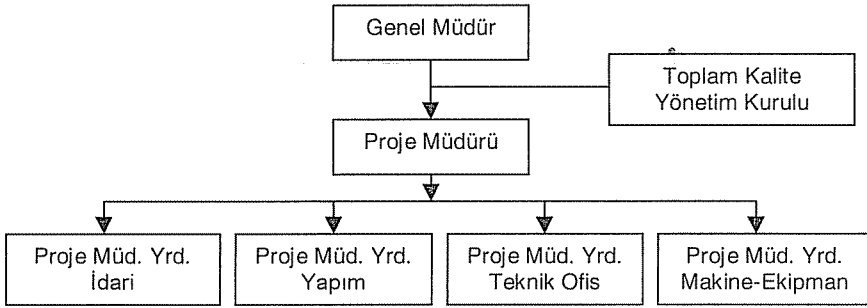 Genel Müdür
Toplam Kalite
Yönetim Kurulu
Proje Müdürü
Proje Müd. Yrd.
İdari
Proje Müd. Yrd.
Yapım
Proje Müd. Yrd.
Teknik Ofis
Proje Müd. Yrd.
Makine-Ekipman